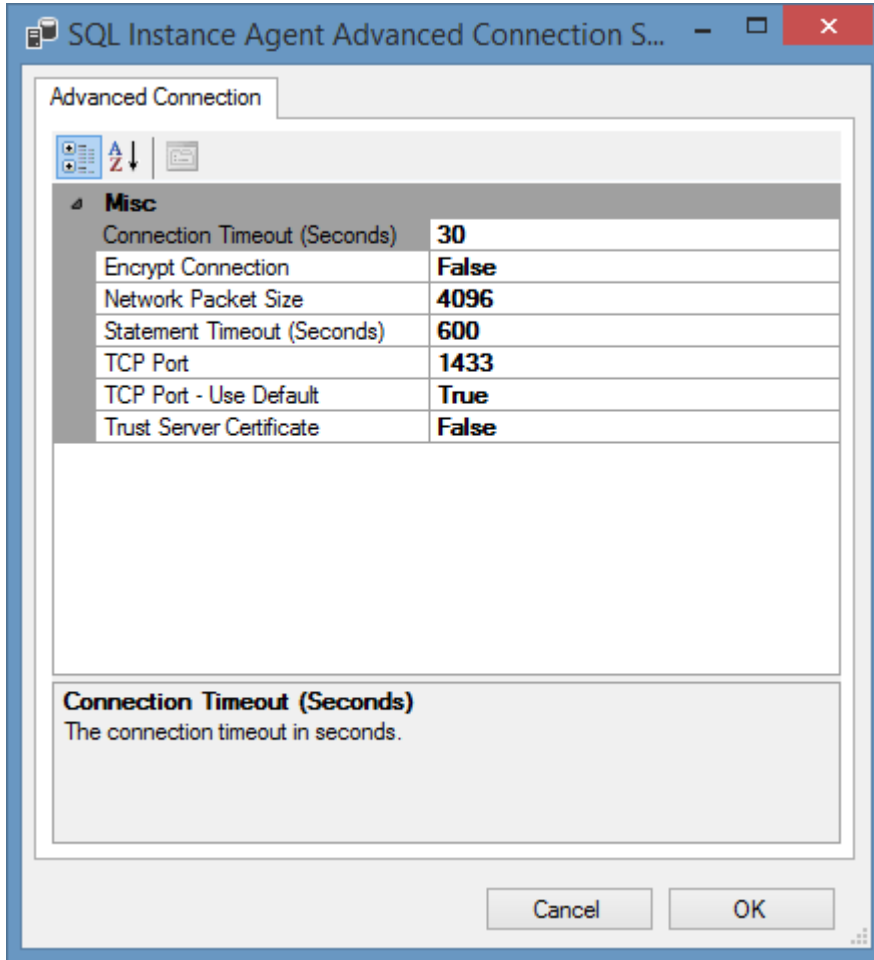 SQL Instance Agent Advanced Connection S...
Advanced Connection
A
Z
Misc
Connection Timeout (Seconds) 30
Encrypt Connection False
Network Packet Size 4096
Statement Timeout (Seconds) 600
TCP Port 1433
TCP Port - Use Default True
Trust Server Certificate False
Connection Timeout (Seconds)
The connection timeout in seconds.
Cancel OK